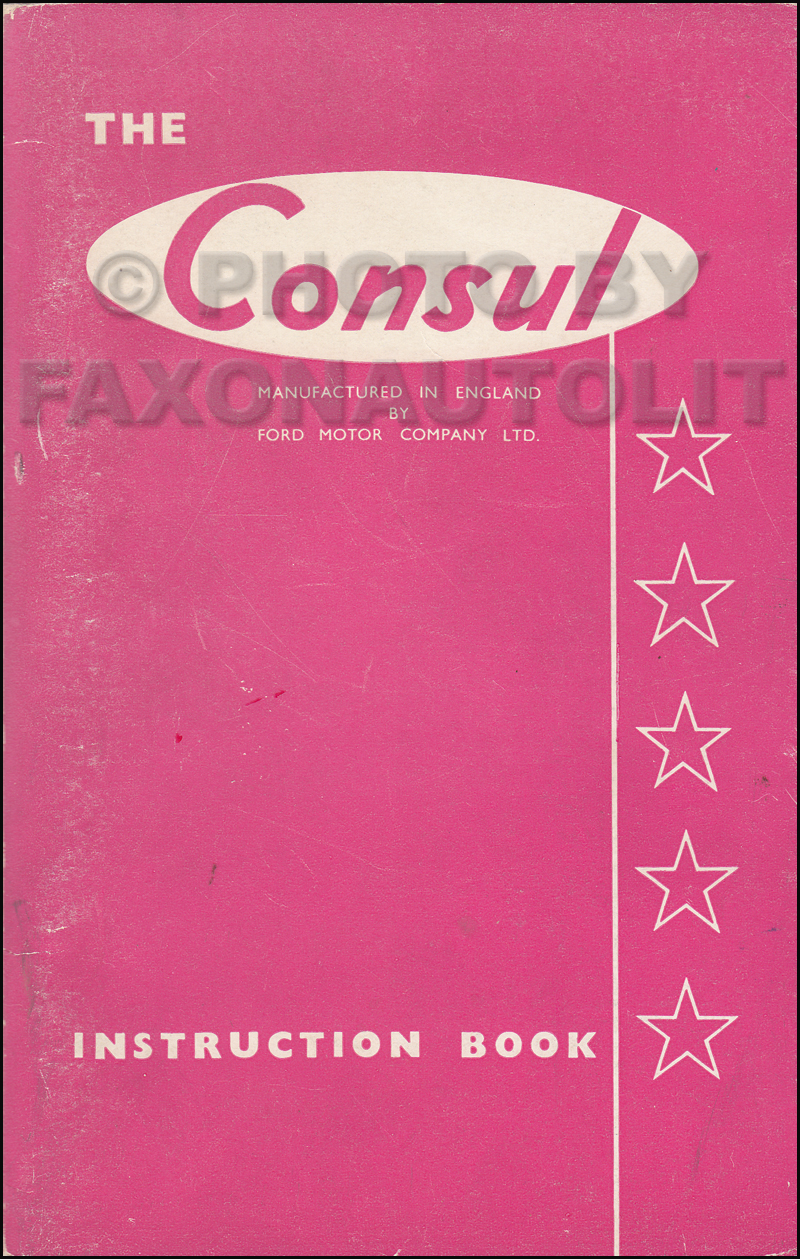 THE
Consul
© PHOTO BY
FAXONAUTOLIT
MANUFACTURED IN ENGLAND
BY
FORD MOTOR COMPANY LTD.
INSTRUCTION BOOK